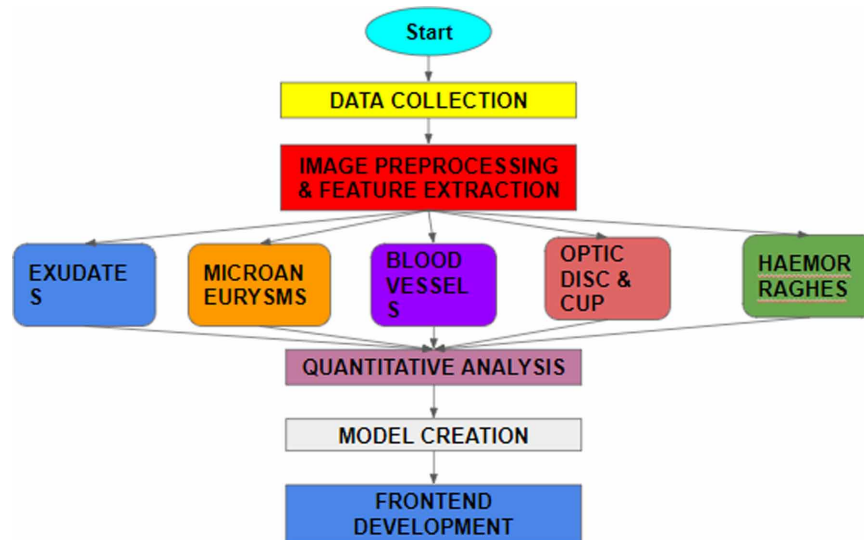 Start
DATA COLLECTION
IMAGE PREPROCESSING
& FEATURE EXTRACTION
EXUDATE
S
MICROAN
EURYSMS
BLOOD
VESSEL
S
OPTIC
DISC &
CUP
HAEMOR
RAGHES
QUANTITATIVE ANALYSIS
MODEL CREATION
FRONTEND
DEVELOPMENT